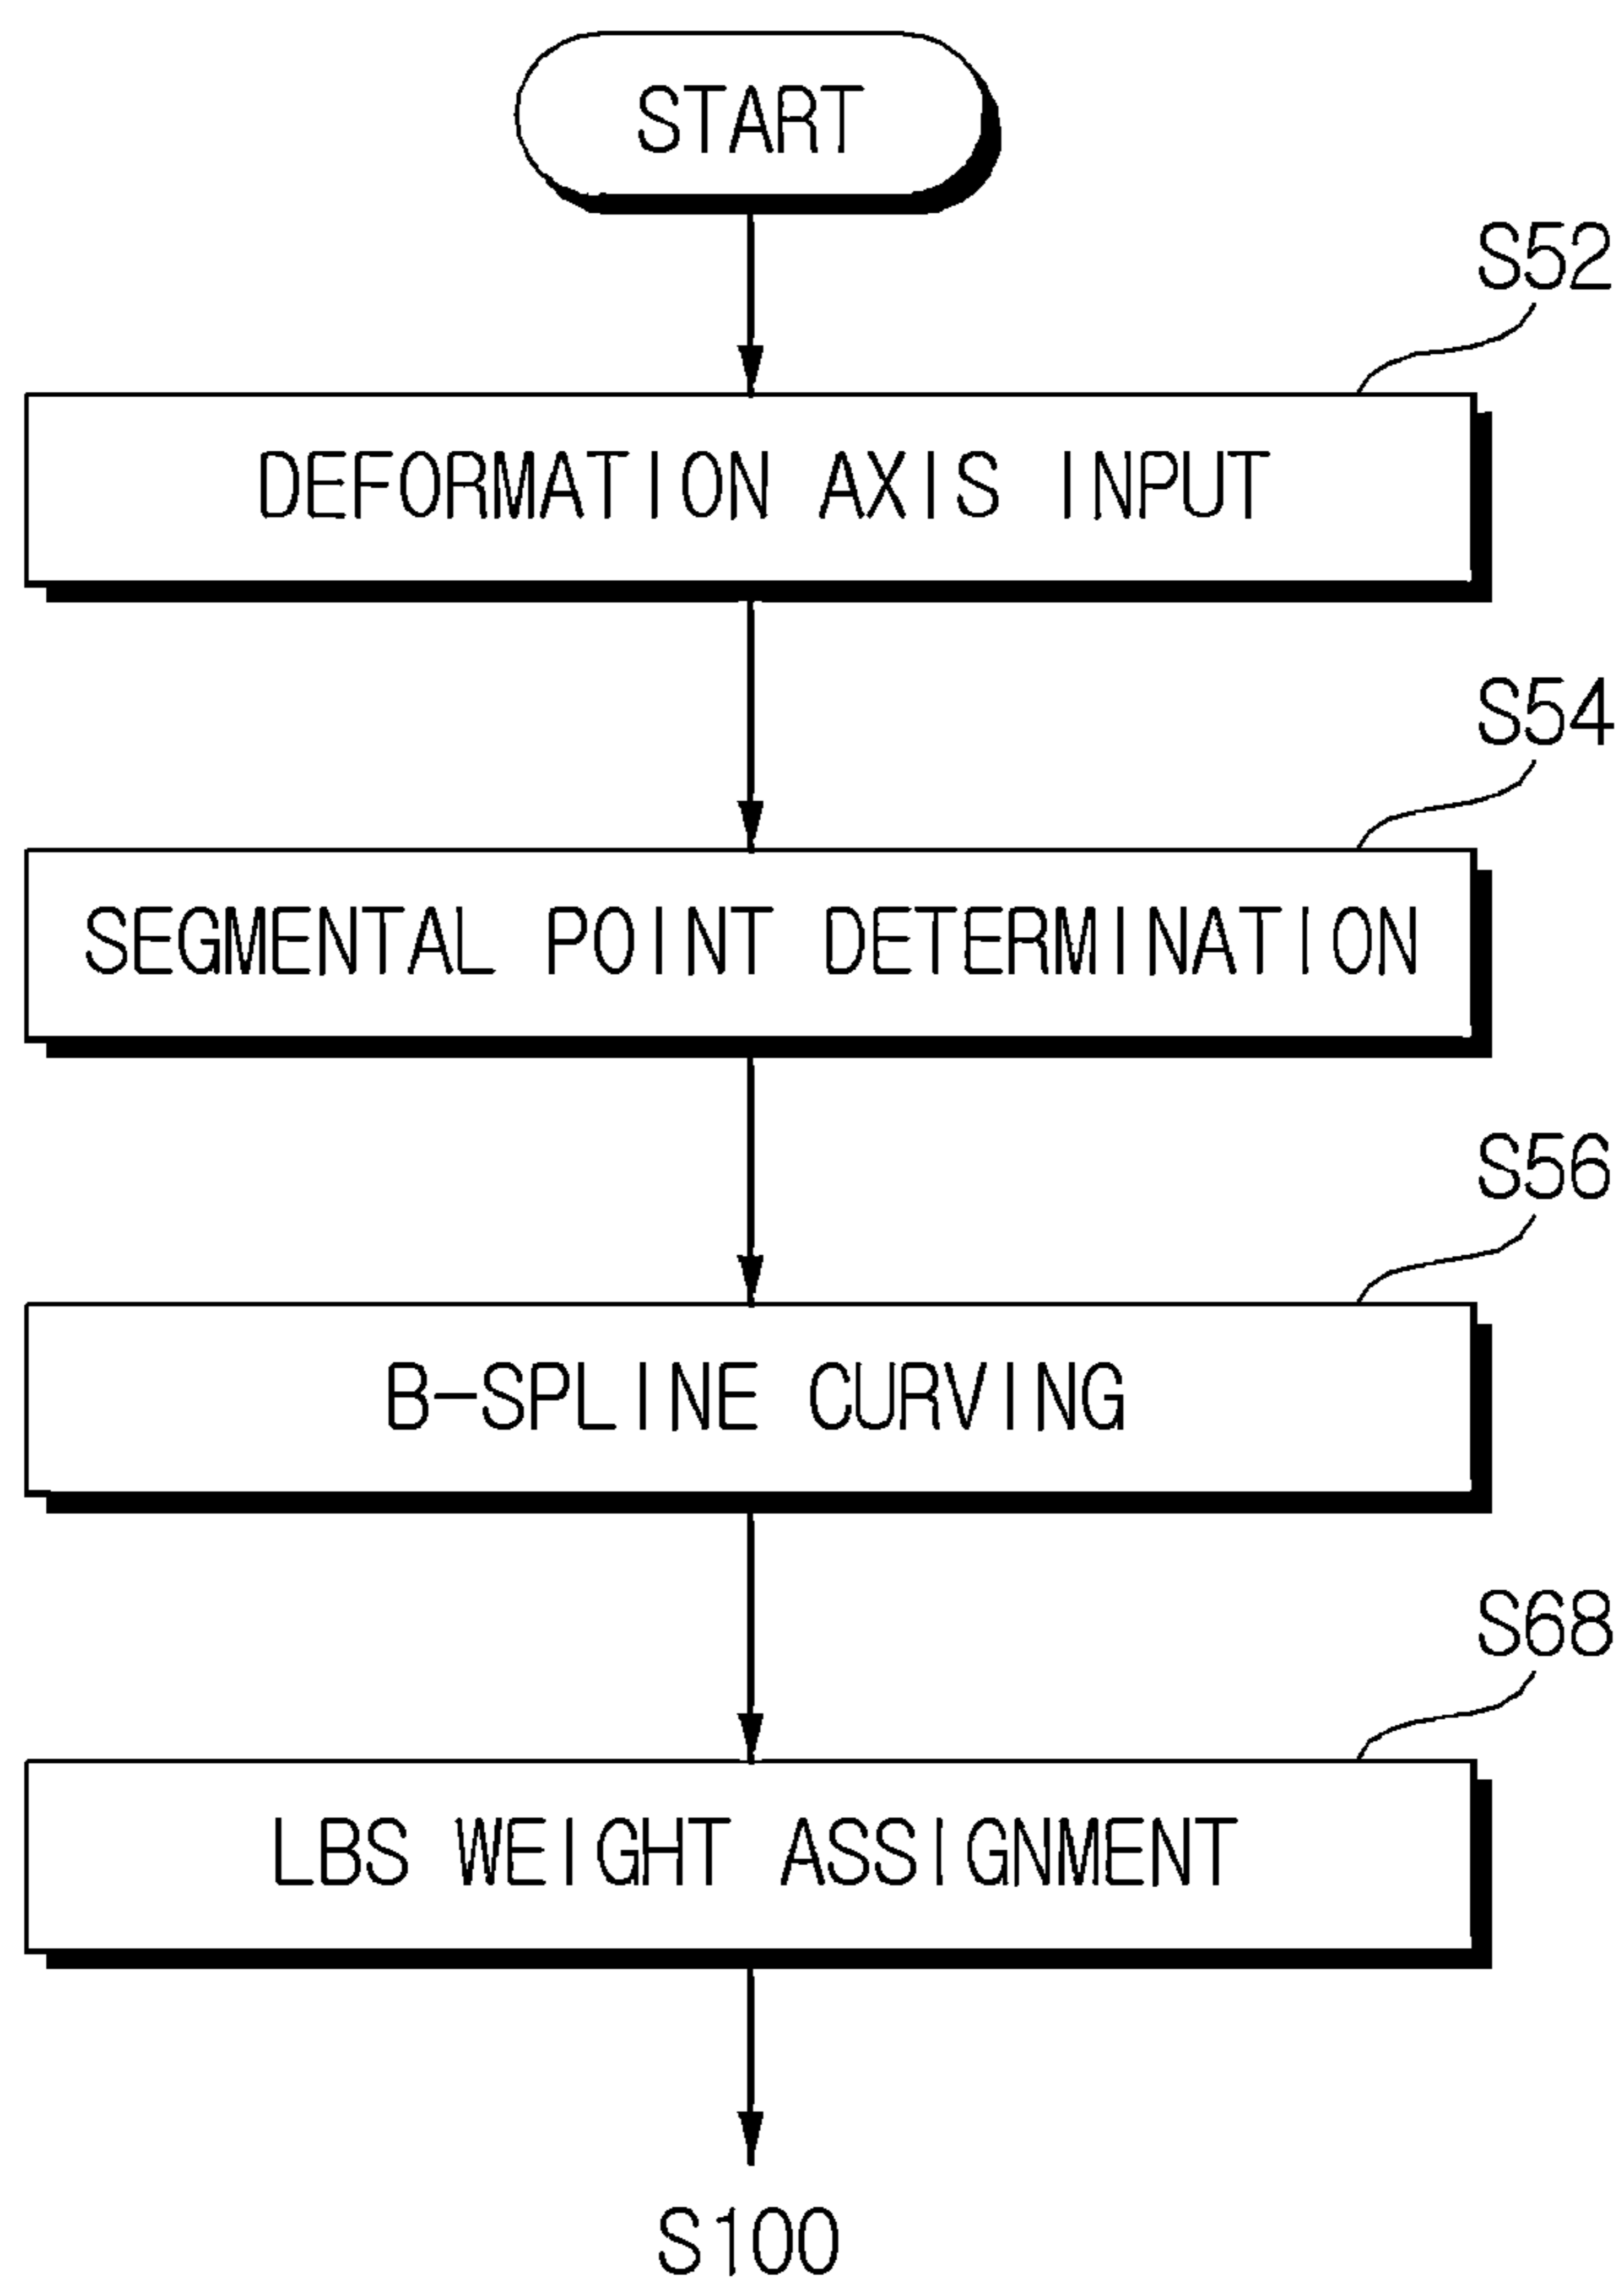 START
S52
DEFORMATION AXIS INPUT
S54
SEGMENTAL POINT DETERMINATION
S56
B-SPLINE CURVING
S68
LBS WEIGHT ASSIGNMENT
S100